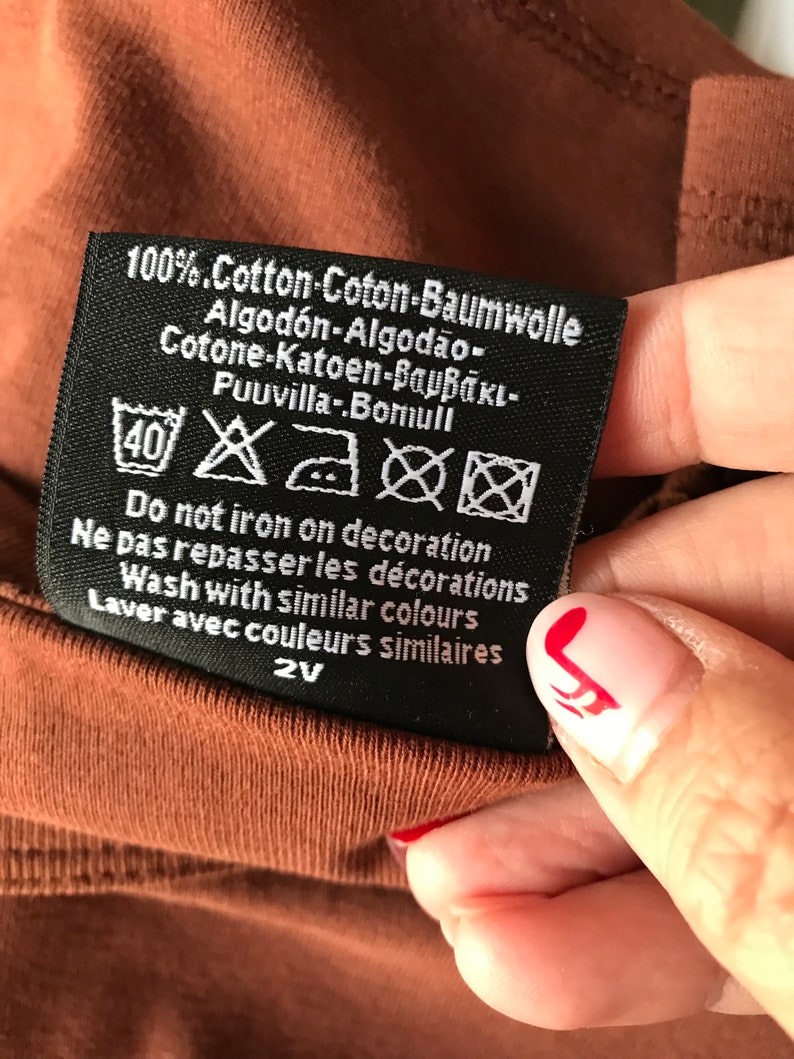 100%.Cotton-Coton-Baumwolle
Algodón-Algodão-
Cotone-Katoen-βαμβάκι-
Puuvilla-.Bomull
40
Do not iron on decoration
Ne pas repasser les décorations
Wash with similar colours
Laver avec couleurs similaires
2V